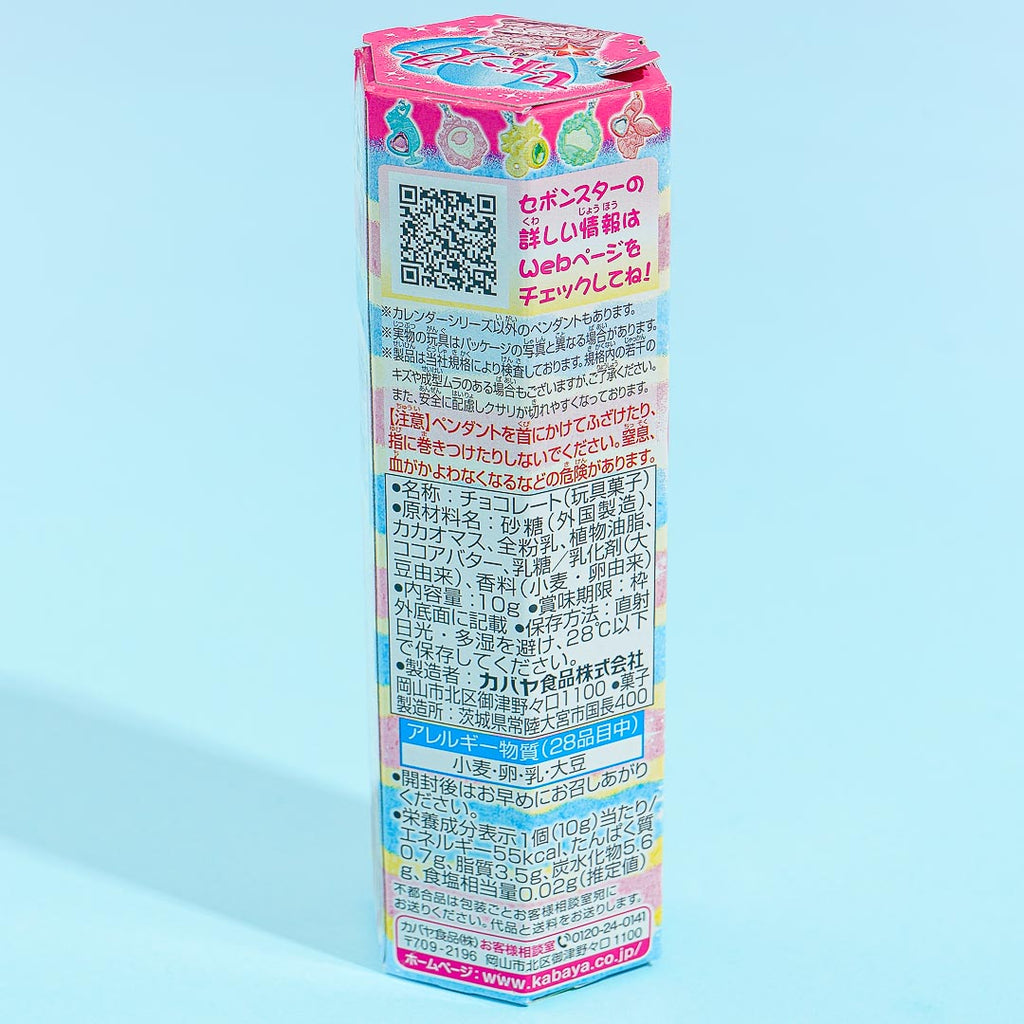 セボンスター
セボンスターの
詳しい情報は
Webページを
チェックしてね!
※カレンダーシリーズ以外のペンダントもあります。
※実物の玩具はパッケージの写真と異なる場合があります。
※製品は当社規格により検査しております。規格内の若干の
キズや成型ムラのある場合もございますが、ご了承ください。
また、安全に配慮しクサリが切れやすくなっております。
【注意】ペンダントを首にかけてふざけたり、
指に巻きつけたりしないでください。窒息、
血がかよわなくなるなどの危険があります。
●名称:チョコレート(玩具菓子)
●原材料名:砂糖(外国製造)、
カカオマス、全粉乳、植物油脂、
ココアバター、乳糖/乳化剤(大
豆由来)、香料(小麦・卵由来)
●内容量:10g ●賞味期限:枠
外底面に記載 ●保存方法:直射
日光・多湿を避け、28℃以下
で保存してください。
●製造者:カバヤ食品株式会社
岡山市北区御津野々口1100 ●菓子
製造所:茨城県常陸大宮市国長400
アレルギー物質(28品目中)
小麦・卵・乳・大豆
●開封後はお早めにお召しあがり
ください。
●栄養成分表示1個(10g)当たり/
エネルギー55kcal、たんぱく質
0.7g、脂質3.5g、炭水化物5.6
g、食塩相当量0.02g(推定値)
不都合品は包装ごとお客様相談室宛に
お送りください。代品と送料をお送りします。
カバヤ食品(株)お客様相談室 0120-24-0141
〒709-2196 岡山市北区御津野々口1100
ホームページ:www.kabaya.co.jp/